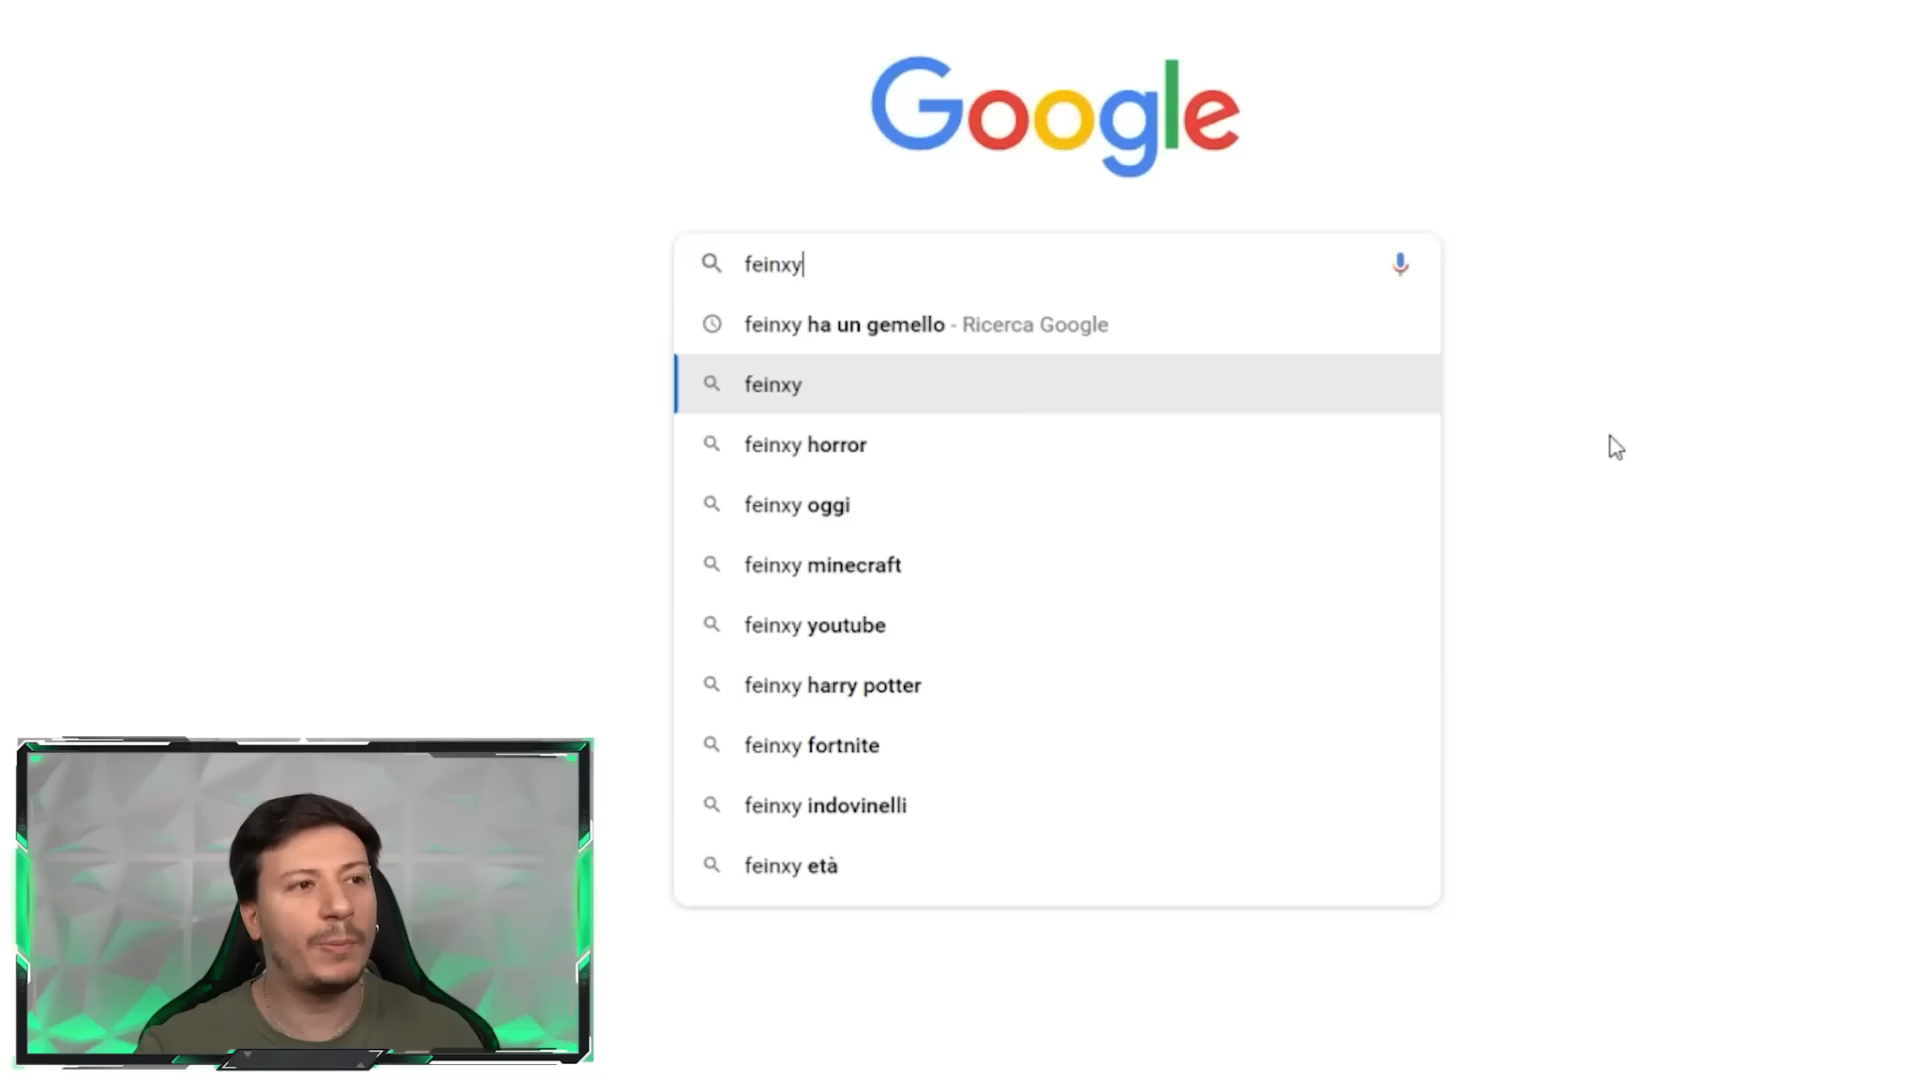 Google
feinxy
feinxy ha un gemello - Ricerca Google
feinxy
feinxy horror
feinxy oggi
feinxy minecraft
feinxy youtube
feinxy harry potter
feinxy fortnite
feinxy indovinelli
feinxy età